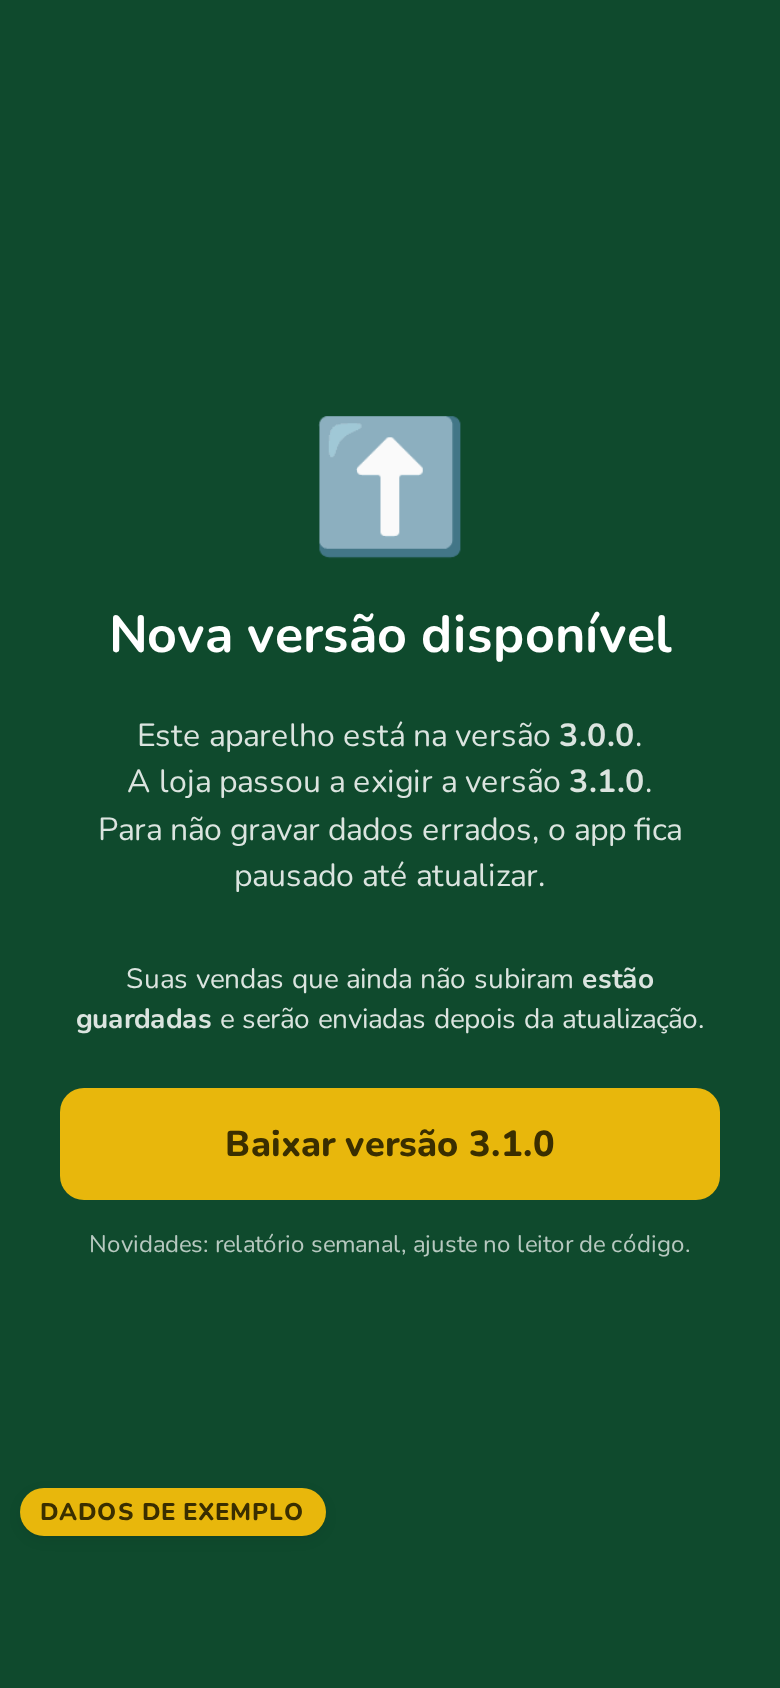 Nova versão disponível
Este aparelho está na versão 3.0.0.
A loja passou a exigir a versão 3.1.0.
Para não gravar dados errados, o app fica
pausado até atualizar.
Suas vendas que ainda não subiram estão
guardadas e serão enviadas depois da atualização.
Baixar versão 3.1.0
Novidades: relatório semanal, ajuste no leitor de código.
DADOS DE EXEMPLO